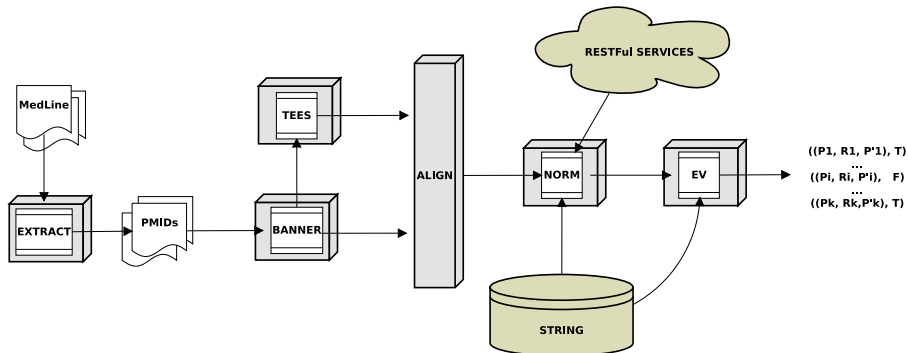 RESTFul SERVICES
MedLine
TEES
ALIGN
NORM
EV
EXTRACT
PMIDs
BANNER
STRING
((P1, R1, P'1), T)
...
((Pi, Ri, P'i), F)
...
((Pk, Rk,P'k), T)